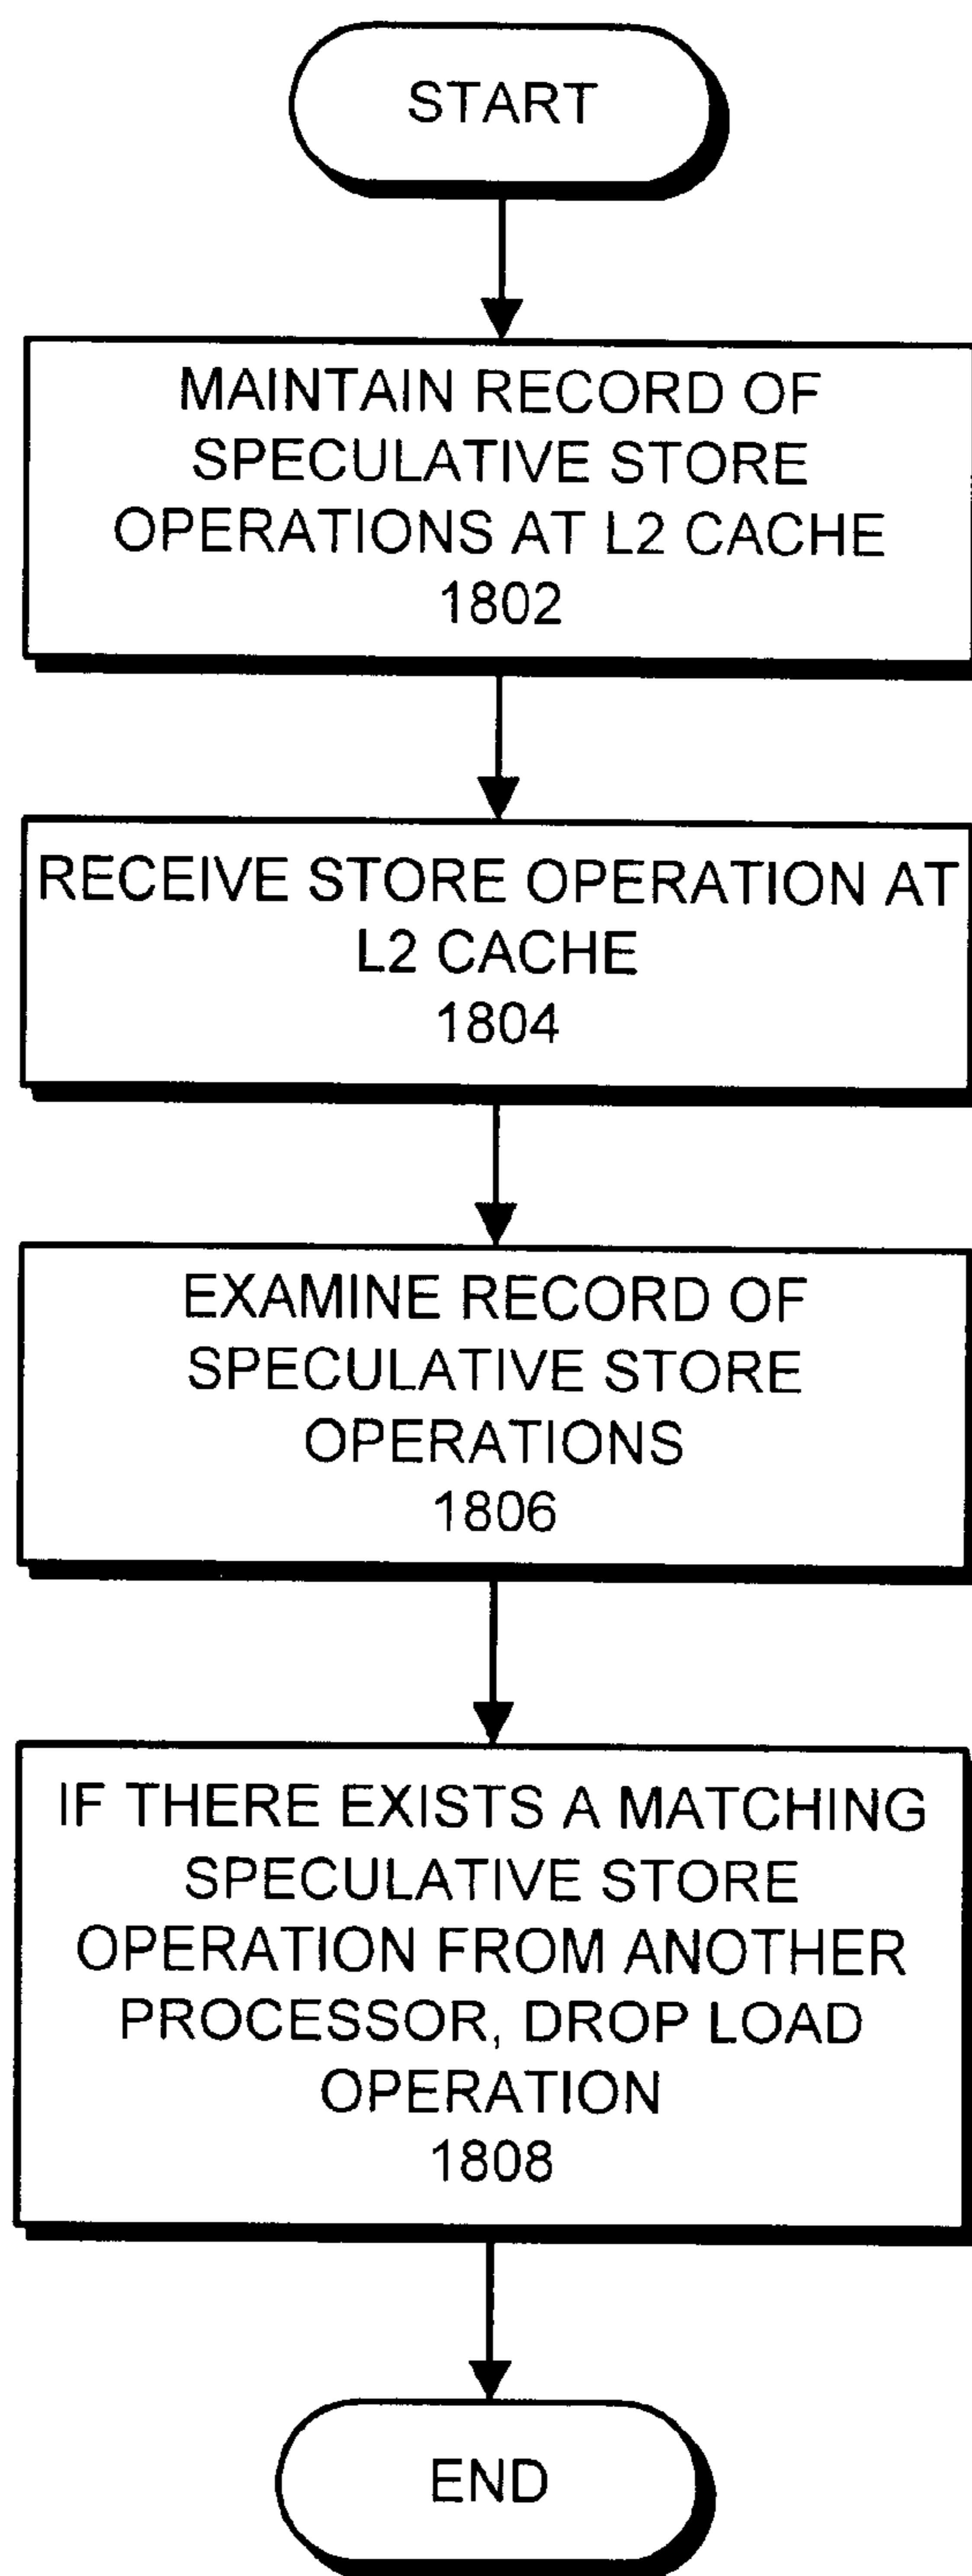 START
MAINTAIN RECORD OF
SPECULATIVE STORE
OPERATIONS AT L2 CACHE
1802
RECEIVE STORE OPERATION AT
L2 CACHE
1804
EXAMINE RECORD OF
SPECULATIVE STORE
OPERATIONS
1806
IF THERE EXISTS A MATCHING
SPECULATIVE STORE
OPERATION FROM ANOTHER
PROCESSOR, DROP LOAD
OPERATION
1808
END